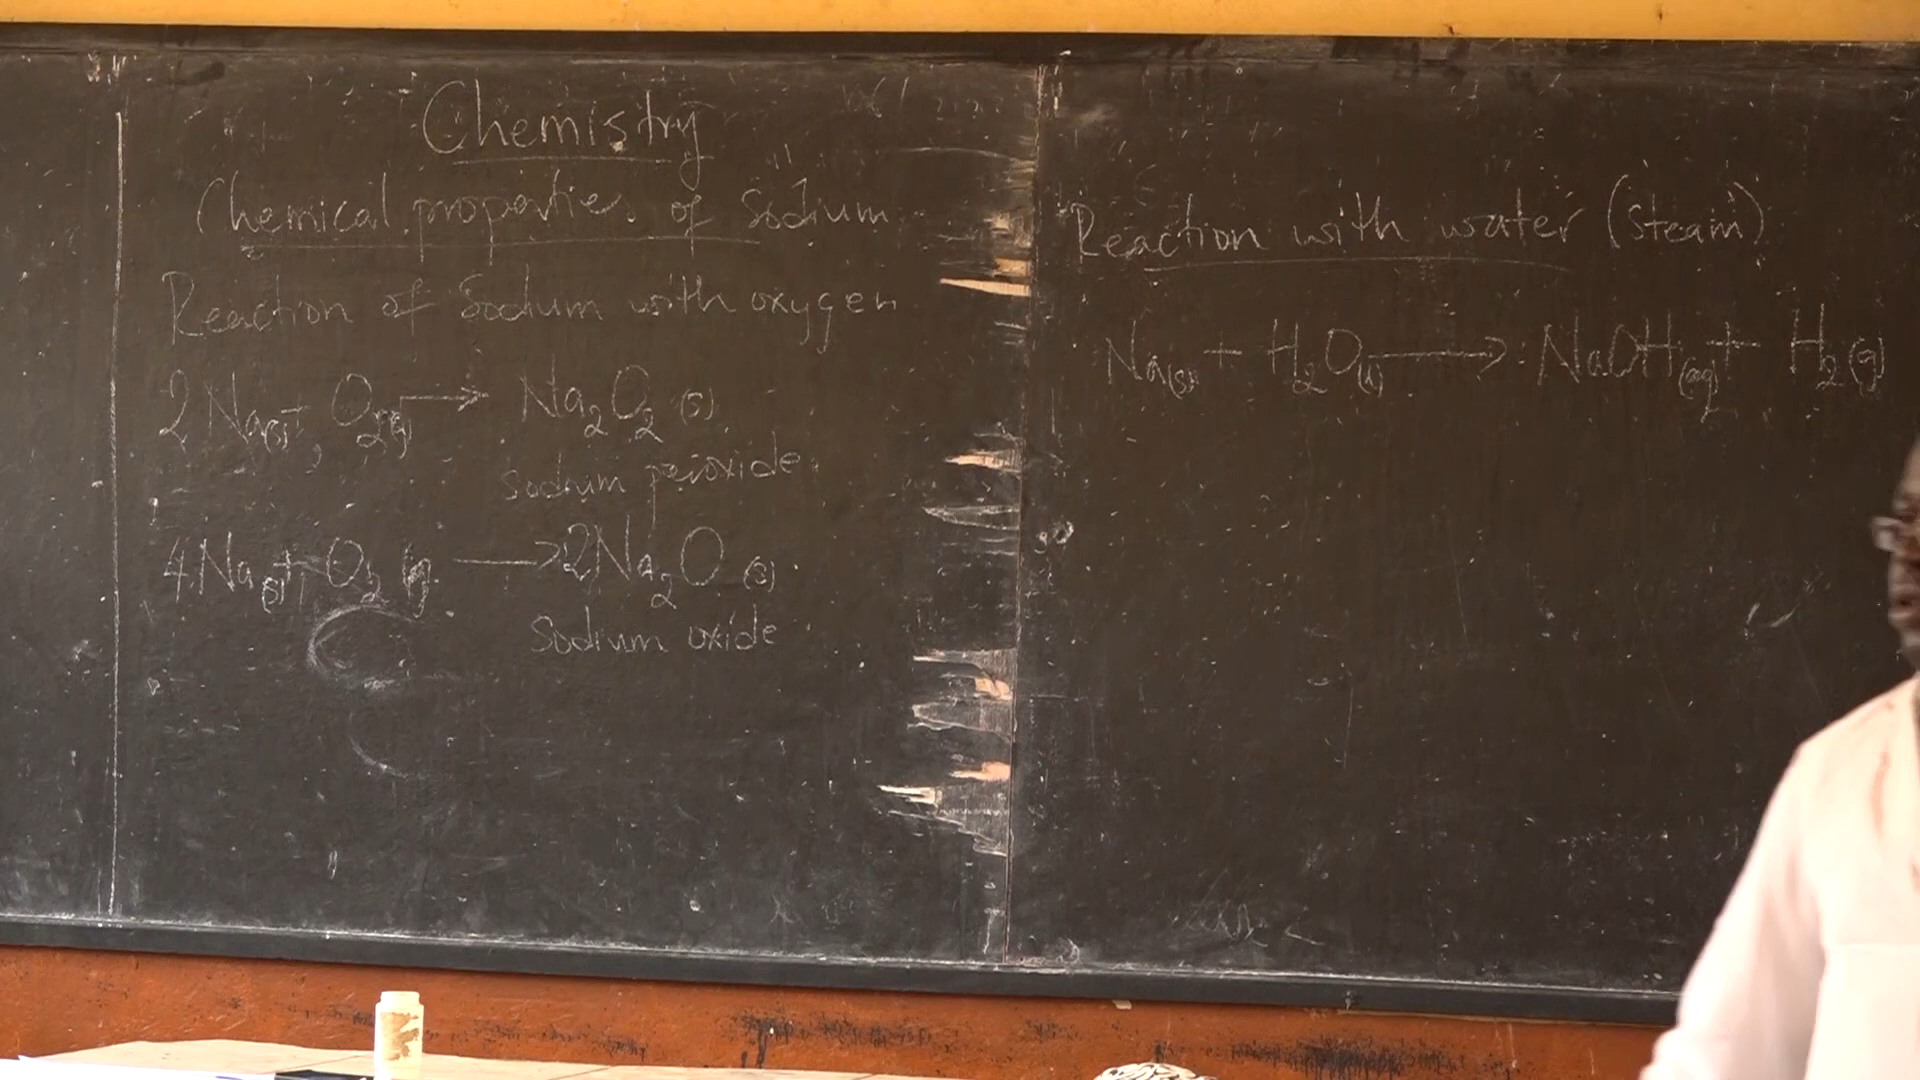 Chemistry
Chemical properties of Sodium
Reaction of Sodium with oxygen
2Na(s) + O2(g) → Na2O2 (s)
sodium peroxide
4Na(s) + O2 (g) → 2Na2O (s)
Sodium oxide
Reaction with water (steam)
Na(s) + H2O(l) → NaOH(aq) + H2(g)